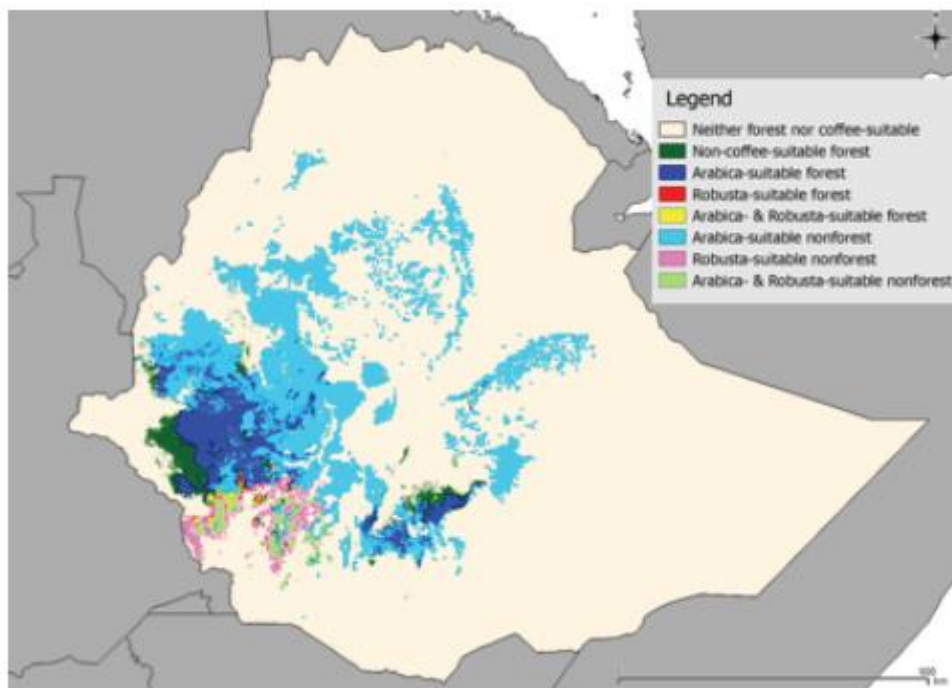 Legend
Neither forest nor coffee-suitable
Non-coffee-suitable forest
Arabica-suitable forest
Robusta-suitable forest
Arabica- & Robusta-suitable forest
Arabica-suitable nonforest
Robusta-suitable nonforest
Arabica- & Robusta-suitable nonforest
km